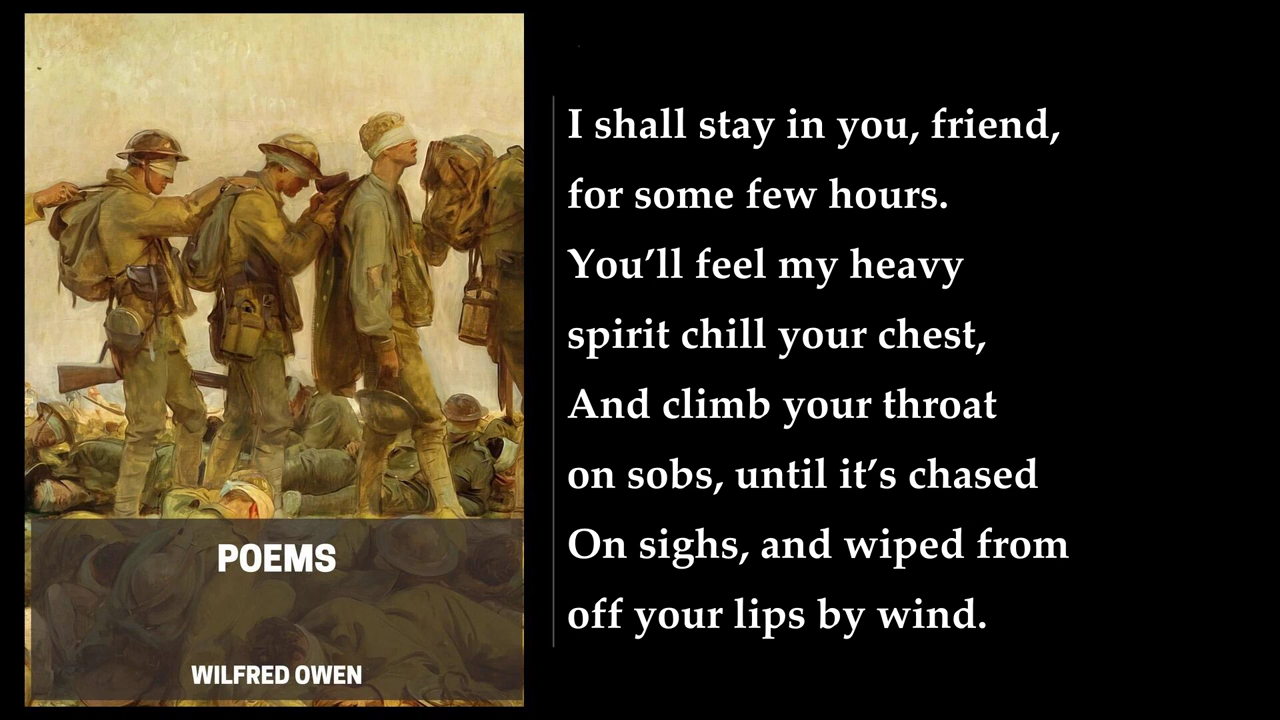 POEMS
WILFRED OWEN
I shall stay in you, friend,
for some few hours.
You’ll feel my heavy
spirit chill your chest,
And climb your throat
on sobs, until it’s chased
On sighs, and wiped from
off your lips by wind.